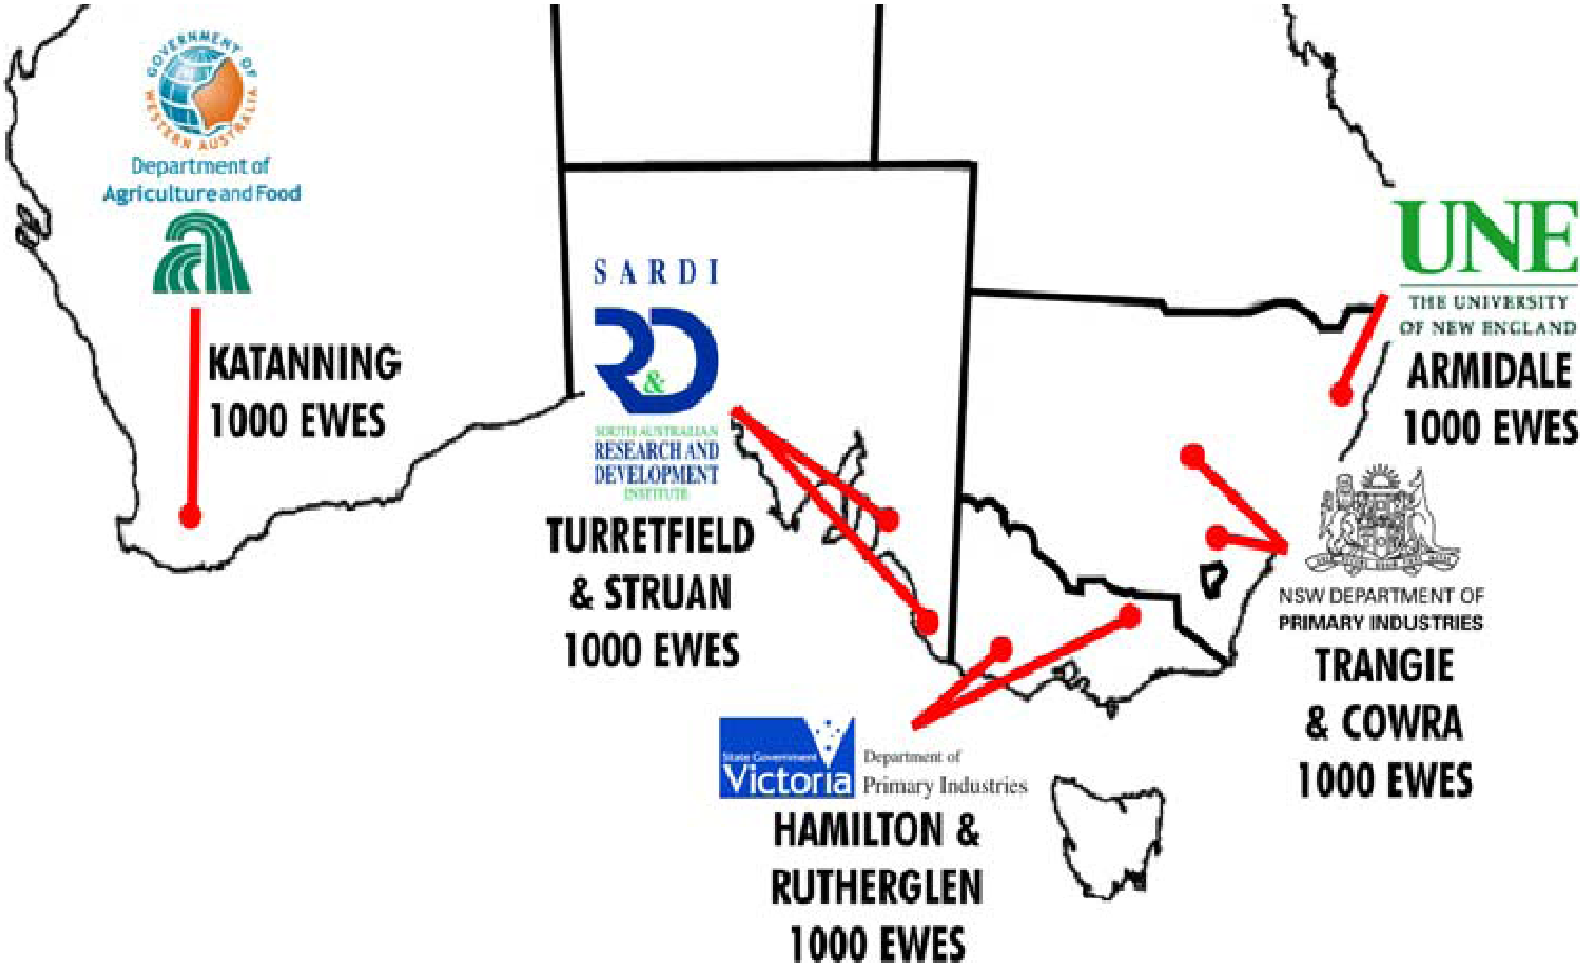 GOVERNMENT OF
WESTERN AUSTRALIA
Department of
Agriculture and Food
KATANNING
1000 EWES
SARDI
R&D
SOUTH AUSTRALIAN
RESEARCH AND
DEVELOPMENT
INSTITUTE
TURRETFIELD
& STRUAN
1000 EWES
UNE
THE UNIVERSITY
OF NEW ENGLAND
ARMIDALE
1000 EWES
NSW DEPARTMENT OF
PRIMARY INDUSTRIES
TRANGIE
& COWRA
1000 EWES
State Government
Victoria
Department of
Primary Industries
HAMILTON &
RUTHERGLEN
1000 EWES